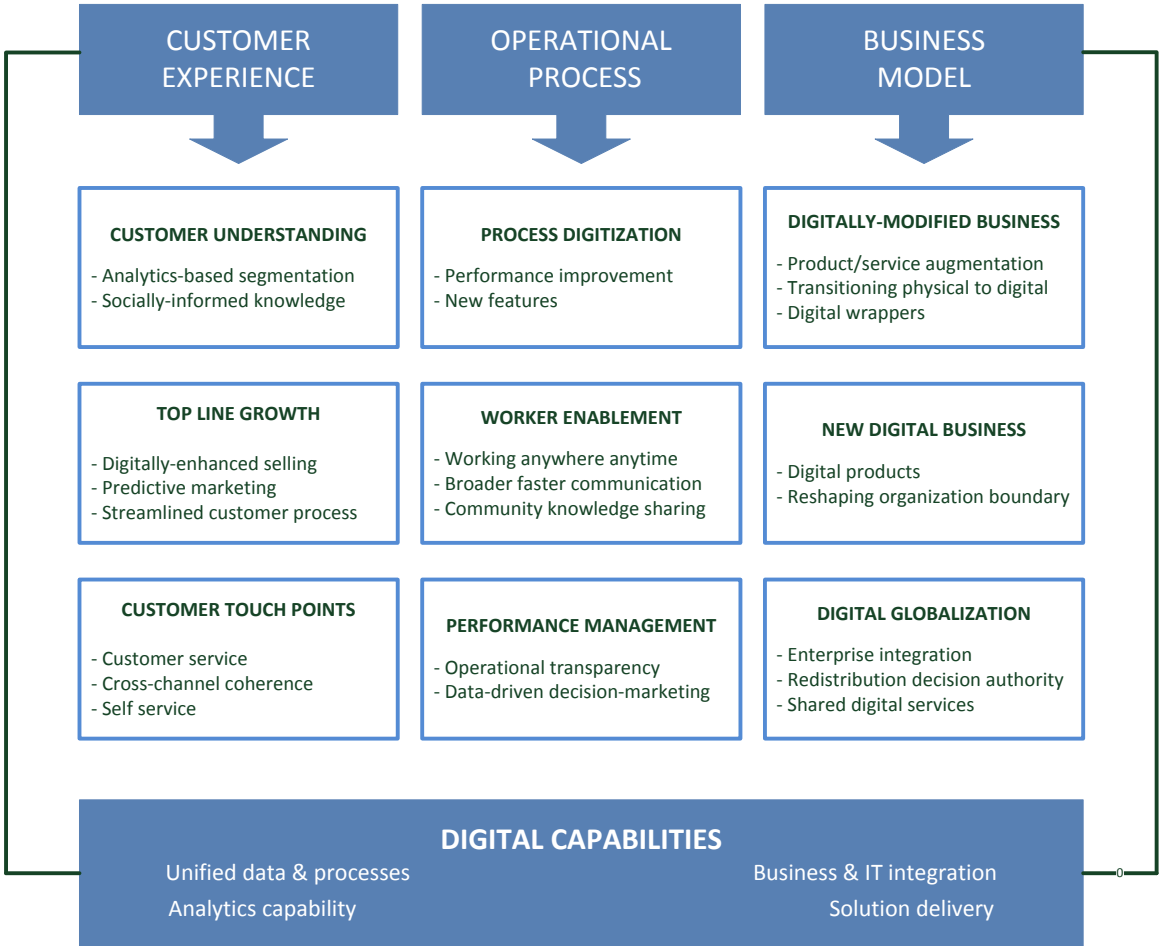 CUSTOMER
EXPERIENCE
OPERATIONAL
PROCESS
BUSINESS
MODEL
CUSTOMER UNDERSTANDING
- Analytics-based segmentation
- Socially-informed knowledge
PROCESS DIGITIZATION
- Performance improvement
- New features
DIGITALLY-MODIFIED BUSINESS
- Product/service augmentation
- Transitioning physical to digital
- Digital wrappers
TOP LINE GROWTH
- Digitally-enhanced selling
- Predictive marketing
- Streamlined customer process
WORKER ENABLEMENT
- Working anywhere anytime
- Broader faster communication
- Community knowledge sharing
NEW DIGITAL BUSINESS
- Digital products
- Reshaping organization boundary
CUSTOMER TOUCH POINTS
- Customer service
- Cross-channel coherence
- Self service
PERFORMANCE MANAGEMENT
- Operational transparency
- Data-driven decision-marketing
DIGITAL GLOBALIZATION
- Enterprise integration
- Redistribution decision authority
- Shared digital services
DIGITAL CAPABILITIES
Unified data & processes
Analytics capability
Business & IT integration
Solution delivery
0